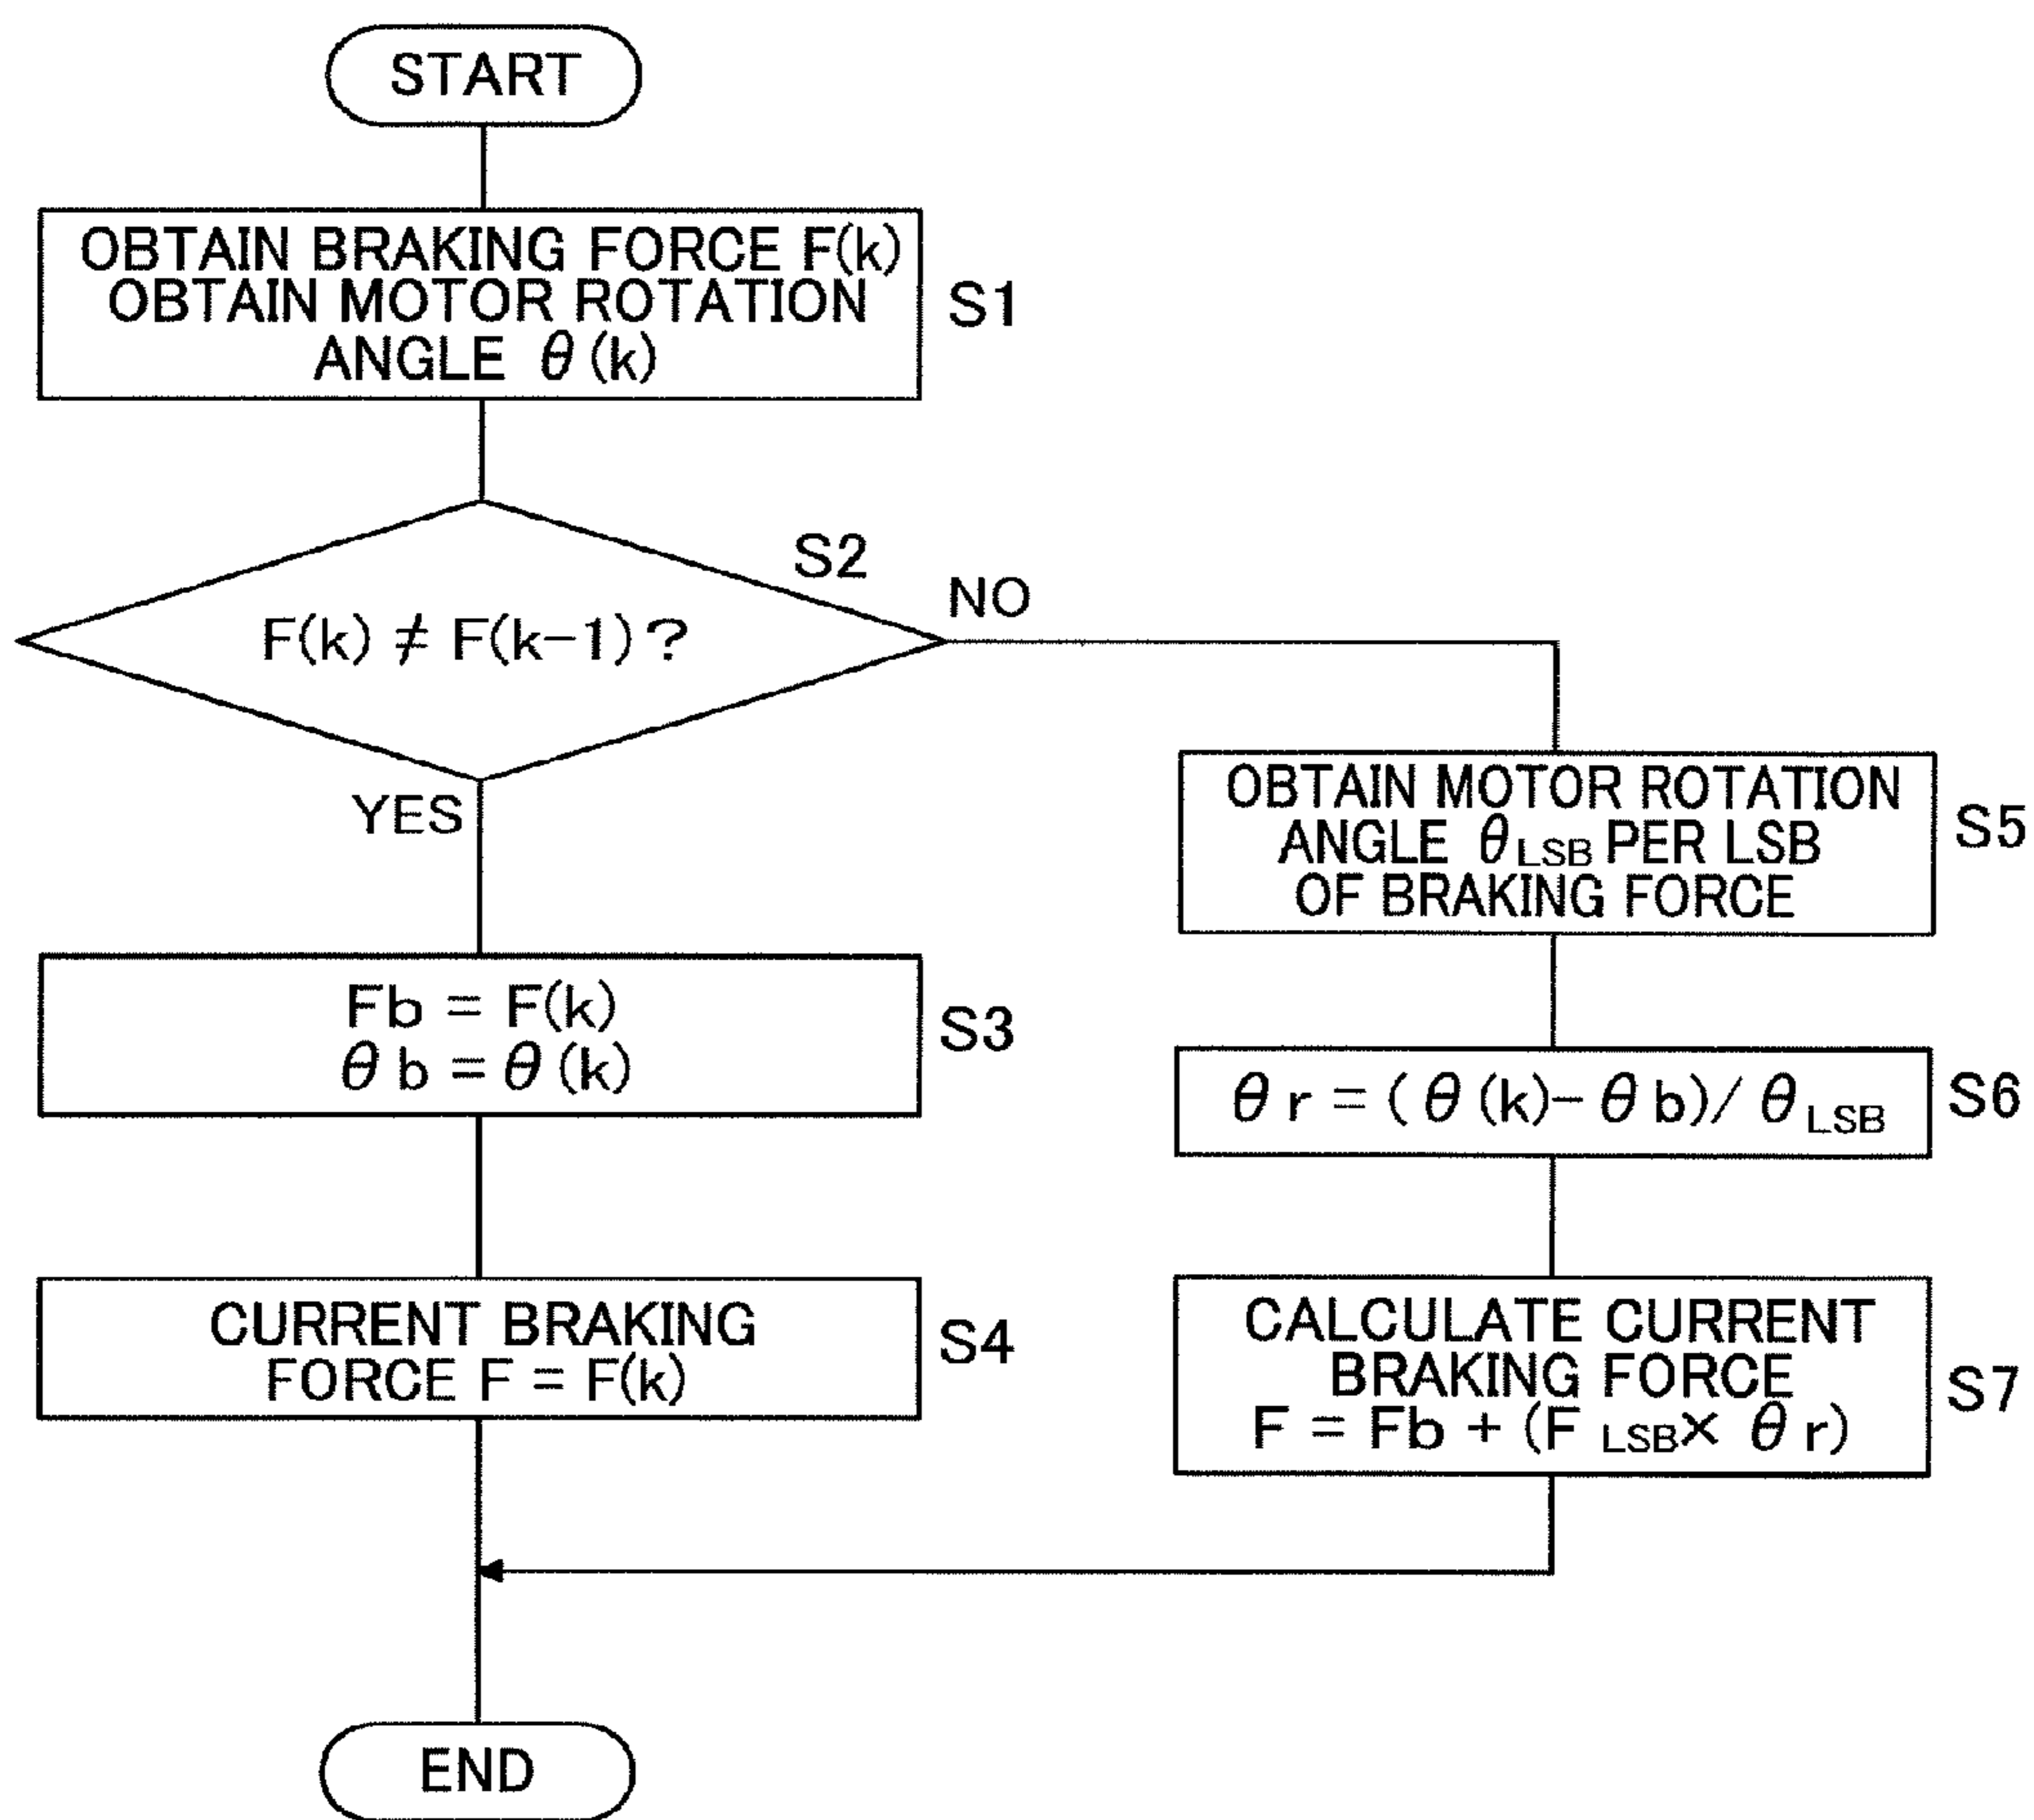 START
OBTAIN BRAKING FORCE F(k)
OBTAIN MOTOR ROTATION
ANGLE θ(k)
S1
S2
F(k) ≠ F(k-1)?
NO
YES
Fb = F(k)
θb = θ(k)
S3
CURRENT BRAKING
FORCE F = F(k)
S4
OBTAIN MOTOR ROTATION
ANGLE θLSB PER LSB
OF BRAKING FORCE
S5
θr = (θ(k)-θb)/θLSB
S6
CALCULATE CURRENT
BRAKING FORCE
F = Fb + (F LSB× θr)
S7
END